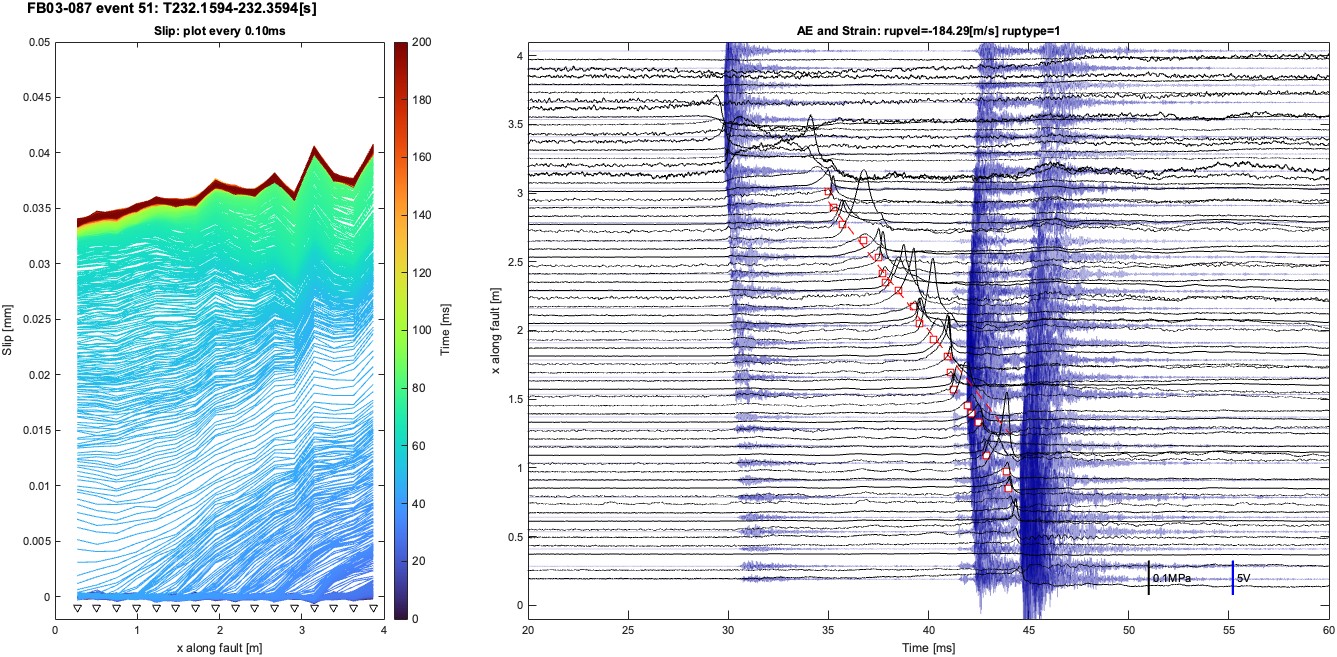 FB03-087 event 51: T232.1594-232.3594[s]
Slip: plot every 0.10ms
0.05
0.045
0.04
0.035
0.03
0.025
0.02
0.015
0.01
0.005
0
Slip [mm]
0 1 2 3 4
x along fault [m]
200
180
160
140
120
100
80
60
40
20
0
Time [ms]
AE and Strain: rupvel=-184.29[m/s] ruptype=1
4
3.5
3
2.5
2
1.5
1
0.5
0
x along fault [m]
0.1MPa
5V
20 25 30 35 40 45 50 55 60
Time [ms]